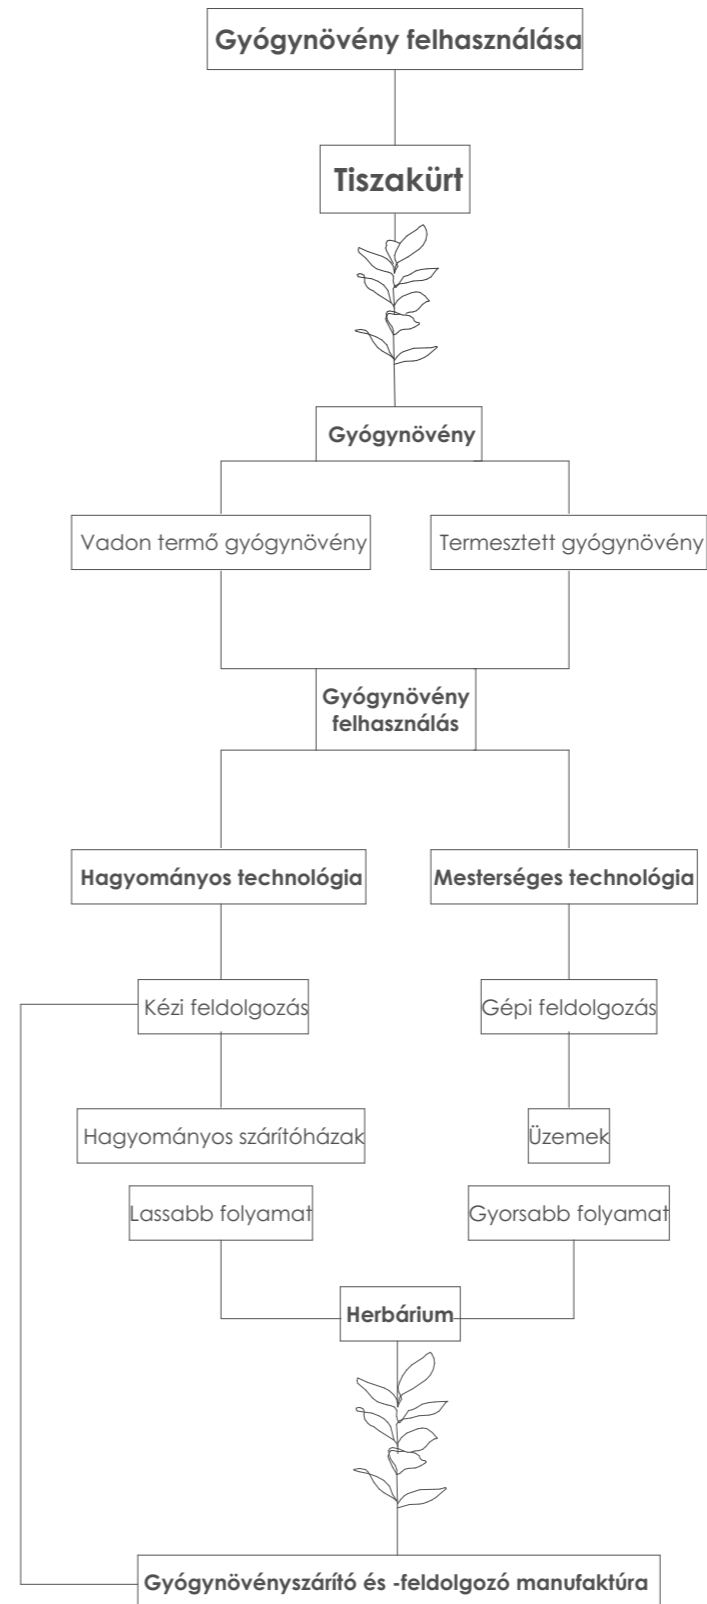 Gyógynövény felhasználása
Tiszakürt
Gyógynövény
Vadon termő gyógynövény
Termesztett gyógynövény
Gyógynövény
felhasználás
Hagyományos technológia
Mesterséges technológia
Kézi feldolgozás
Gépi feldolgozás
Hagyományos szárítóházak
Üzemek
Lassabb folyamat
Gyorsabb folyamat
Herbárium
Gyógynövényszárító és -feldolgozó manufaktúra